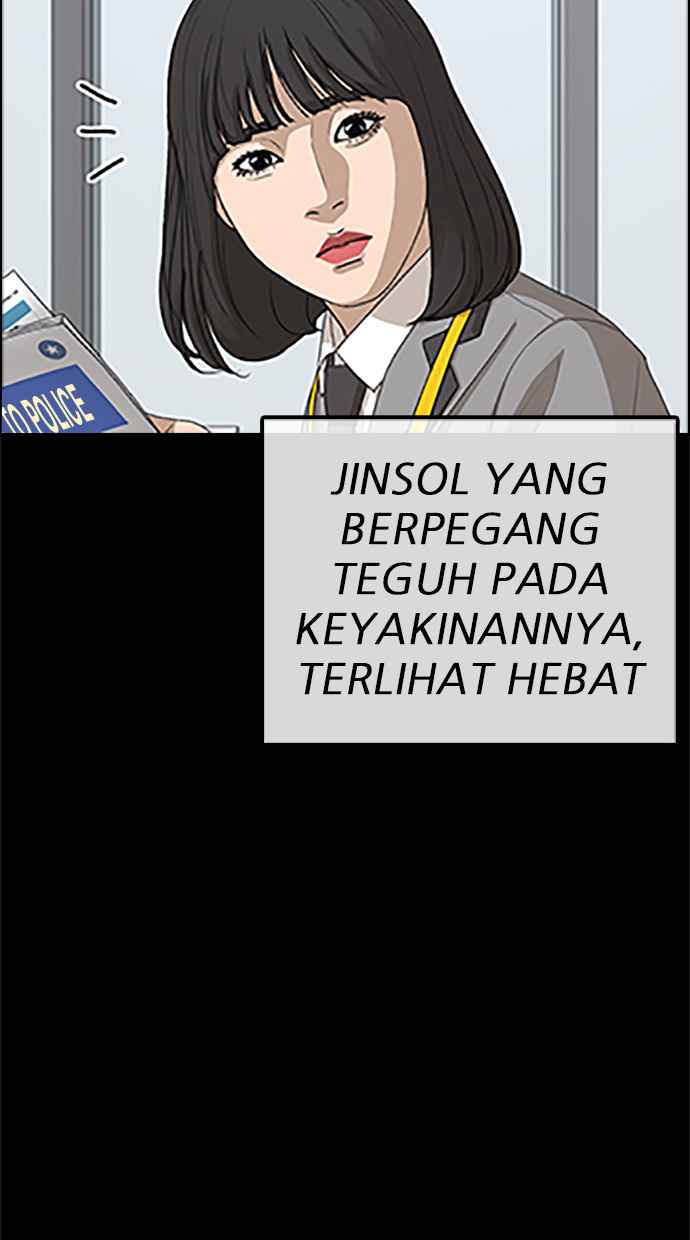 TO POLICE
JINSOL YANG
BERPEGANG
TEGUH PADA
KEYAKINANNYA,
TERLIHAT HEBAT